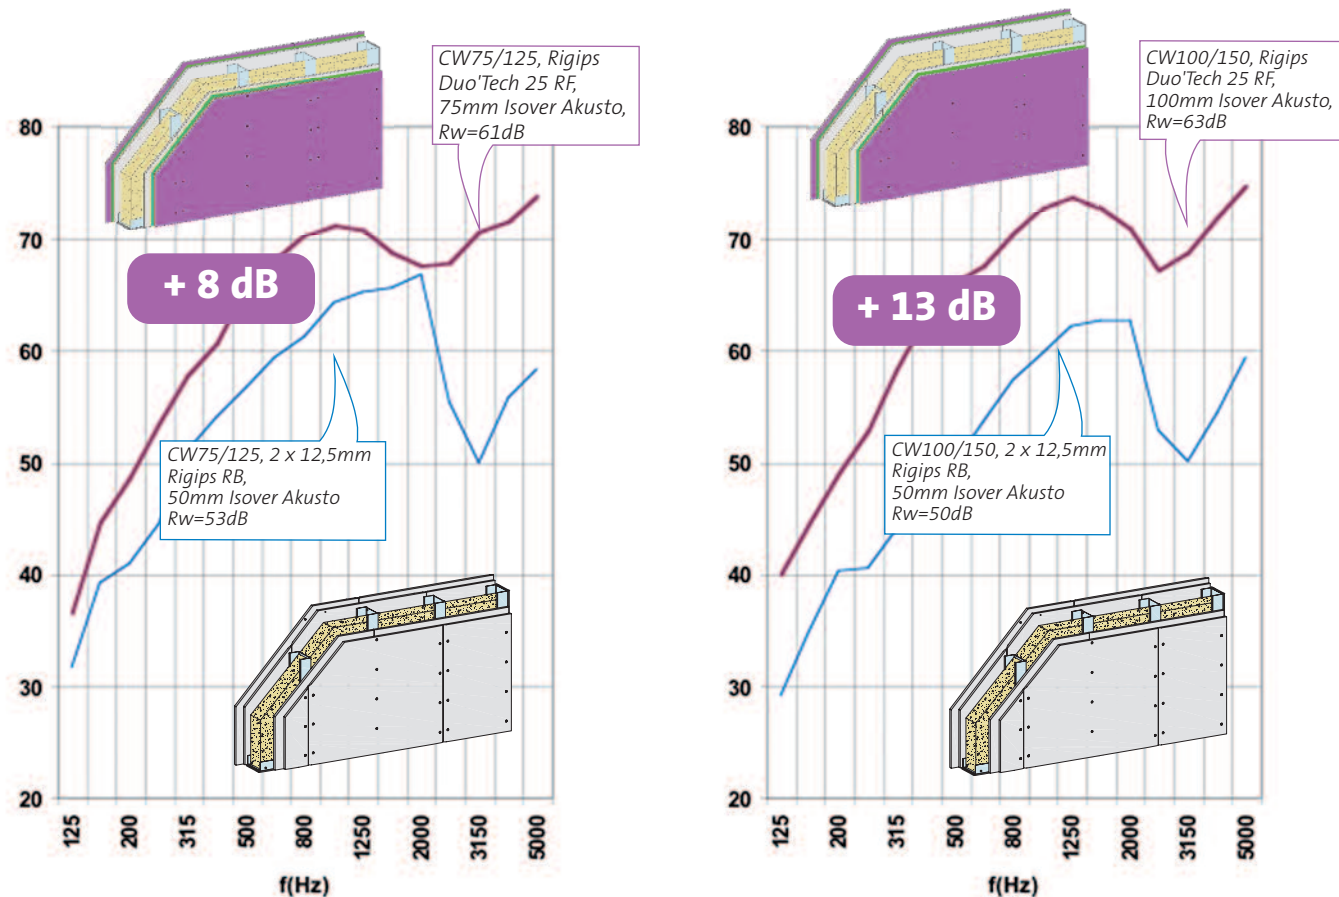 CW75/125, Rigips
Duo'Tech 25 RF,
75mm Isover Akusto,
Rw=61dB
80
70
60
50
40
30
20
+ 8 dB
CW75/125, 2 x 12,5mm
Rigips RB,
50mm Isover Akusto
Rw=53dB
125
200
315
500
800
1250
2000
3150
5000
f(Hz)
CW100/150, Rigips
Duo'Tech 25 RF,
100mm Isover Akusto,
Rw=63dB
80
70
60
50
40
30
20
+ 13 dB
CW100/150, 2 x 12,5mm
Rigips RB,
50mm Isover Akusto
Rw=50dB
125
200
315
500
800
1250
2000
3150
5000
f(Hz)